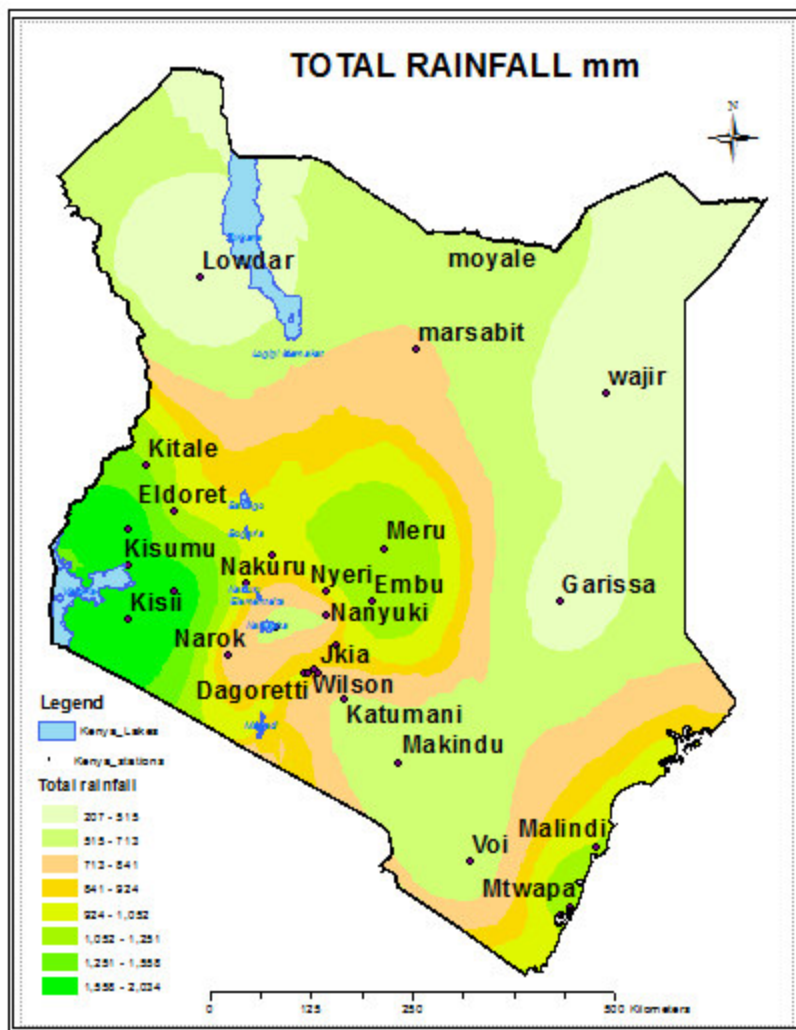 TOTAL RAINFALL mm
N
Lowdar
moyale
marsabit
wajir
Kitale
Eldoret
Meru
Kisumu
Nakuru
Nyeri
Embu
Garissa
Kisii
Nanyuki
Narok
Jkia
Dagoretti
Wilson
Katumani
Makindu
Malindi
Voi
Mtwapa
Legend
Kenya_Lakes
Kenya_stations
Total rainfall
207 - 515
515 - 713
713 - 841
841 - 924
924 - 1,052
1,052 - 1,251
1,251 - 1,558
1,558 - 2,034
0 125 250 500 Kilometers